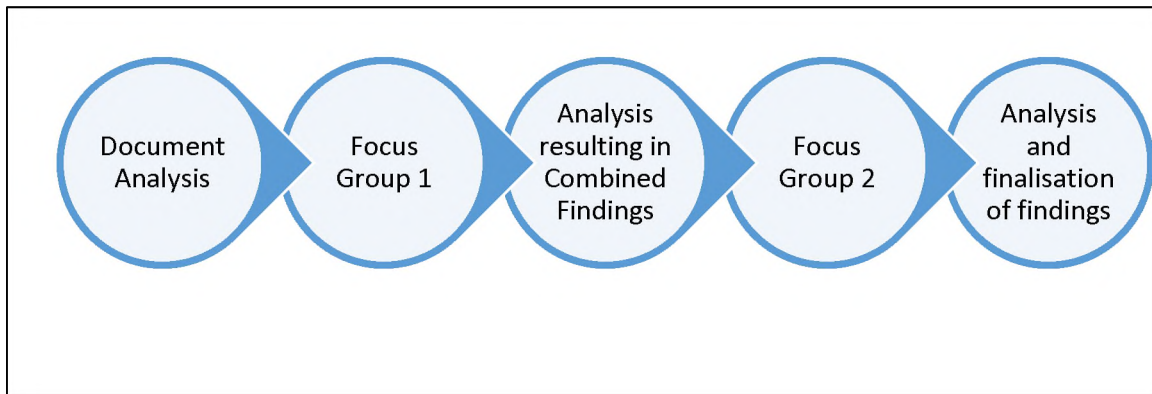 Document
Analysis
Focus
Group 1
Analysis
resulting in
Combined
Findings
Focus
Group 2
Analysis
and
finalisation
of findings